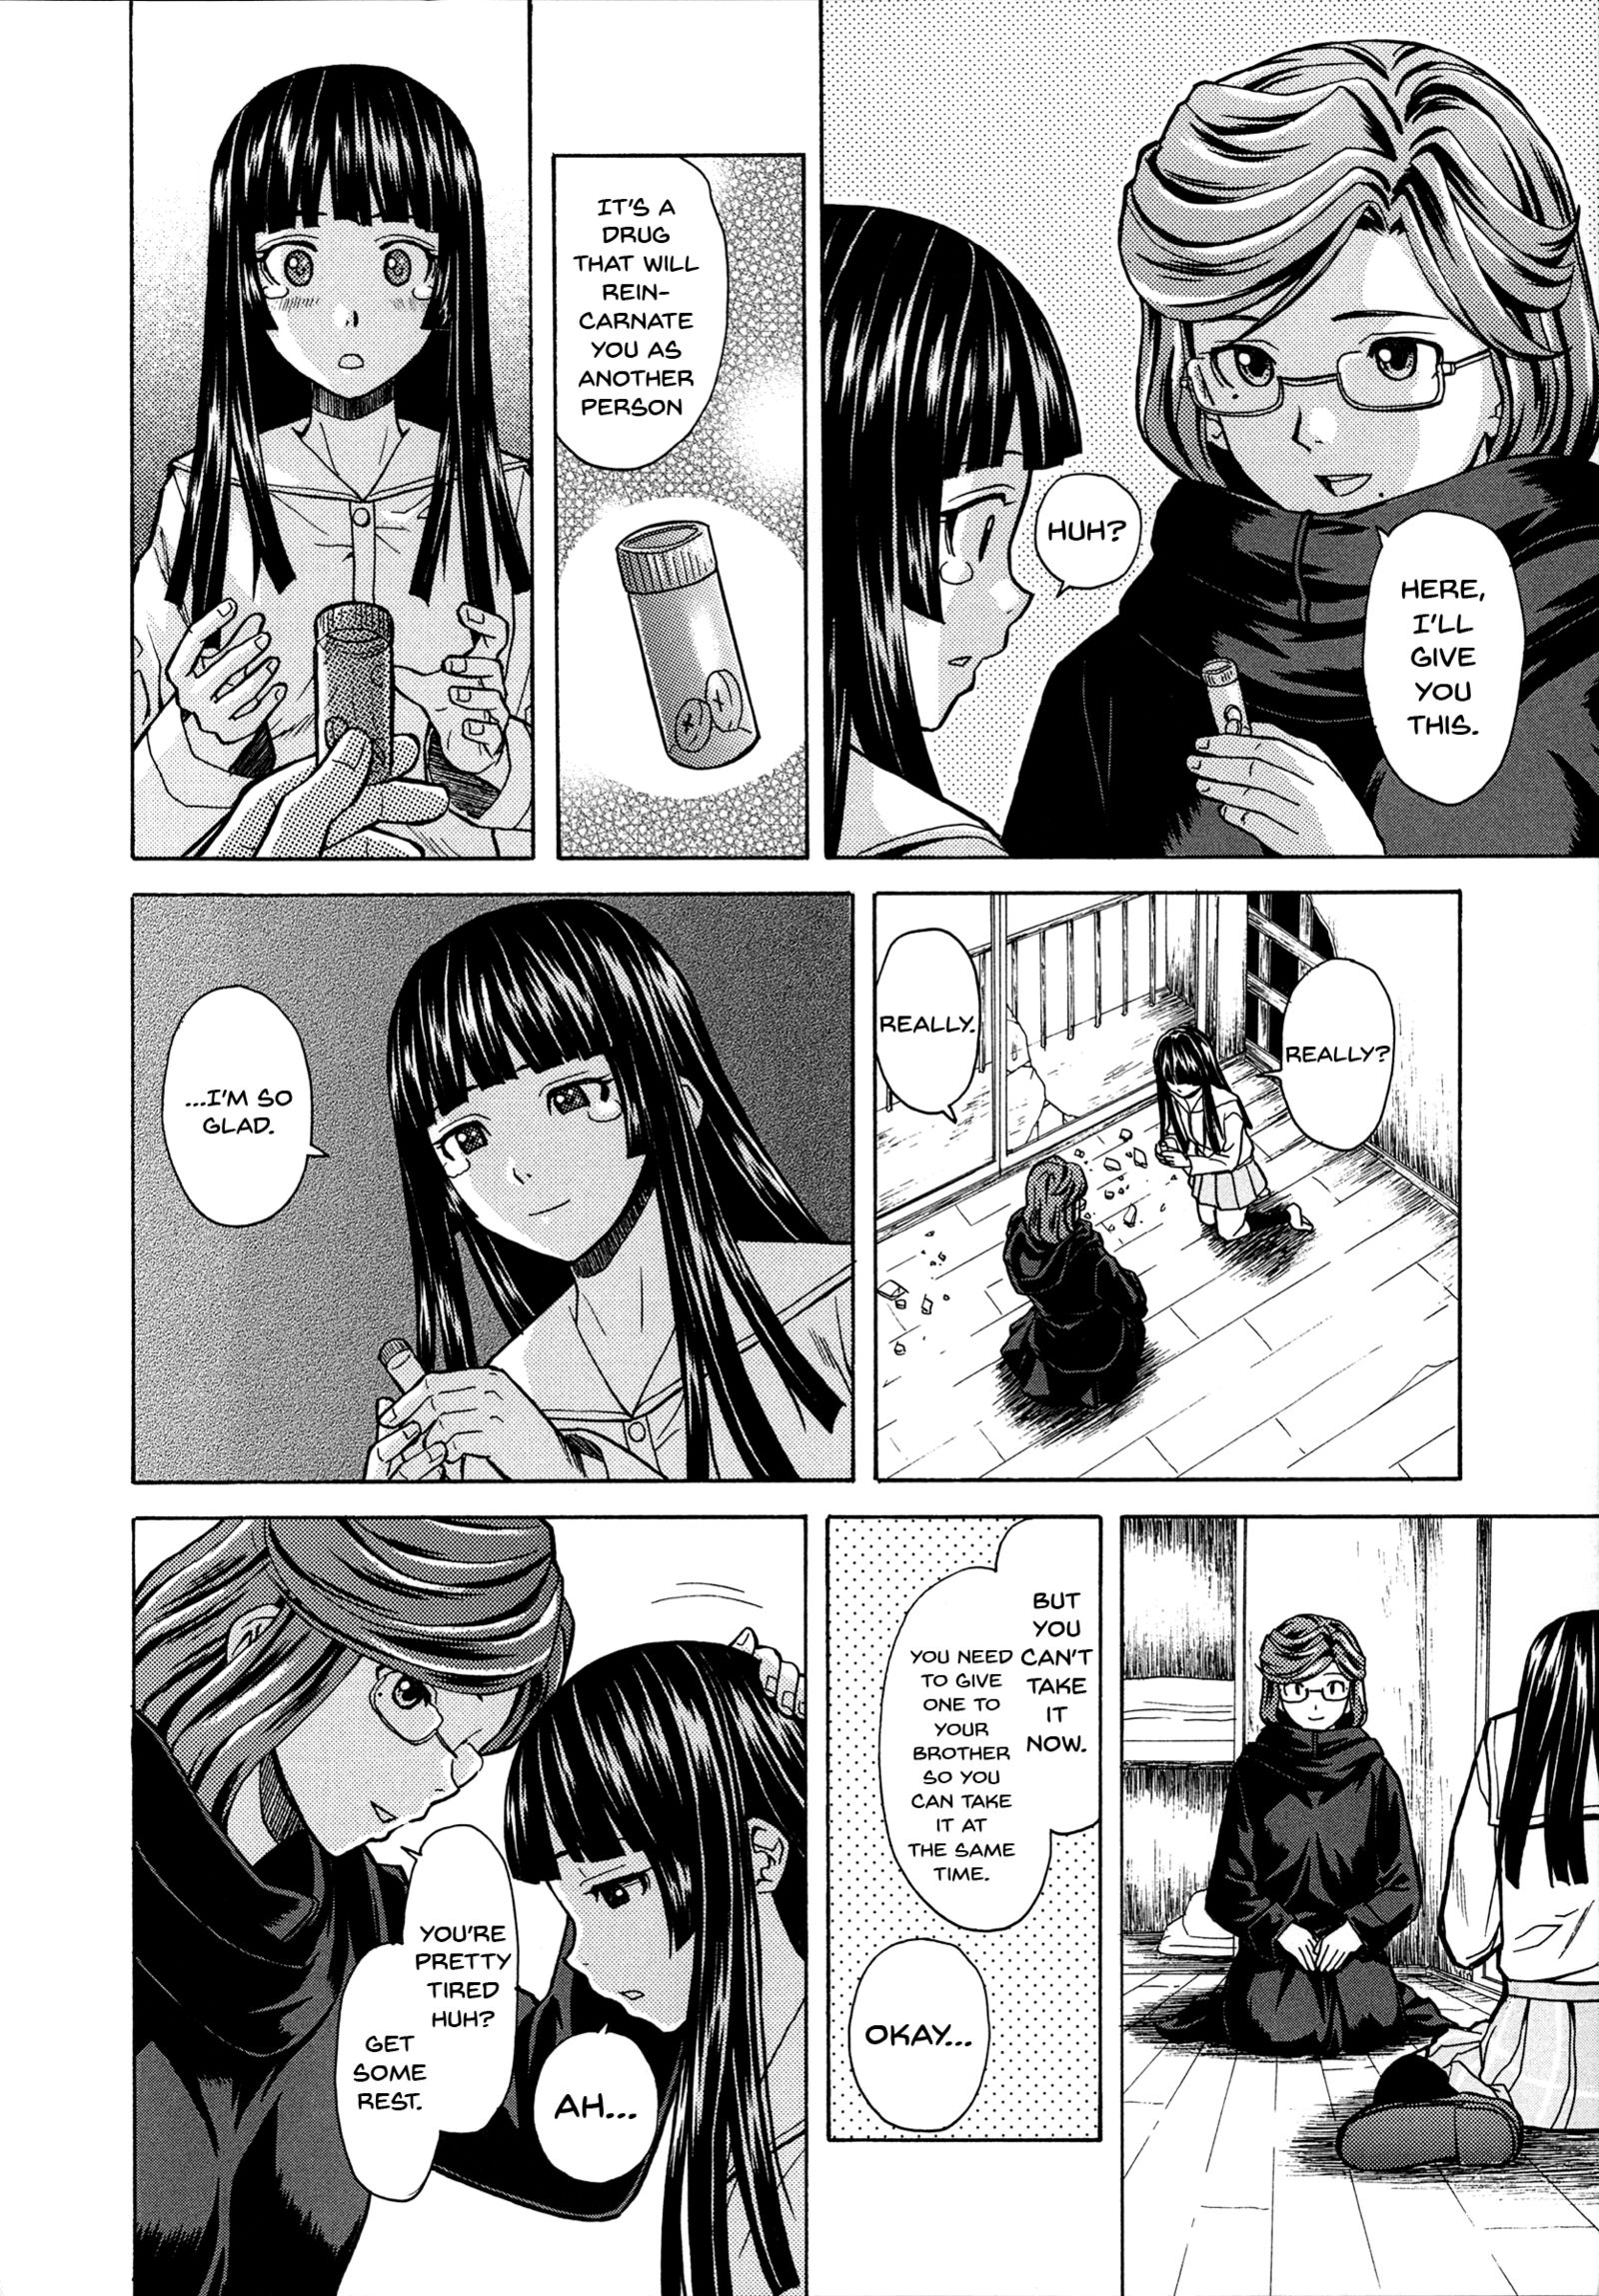 HERE,
I'LL
GIVE
YOU
THIS.
HUH?
IT'S A
DRUG
THAT WILL
REIN-
CARNATE
YOU AS
ANOTHER
PERSON
REALLY?
REALLY.
...I'M SO
GLAD.
BUT
YOU
CAN'T
TAKE
IT
NOW.
YOU NEED
TO GIVE
ONE TO
YOUR
BROTHER
SO YOU
CAN TAKE
IT AT
THE SAME
TIME.
OKAY...
YOU'RE
PRETTY
TIRED
HUH?
GET
SOME
REST.
AH...